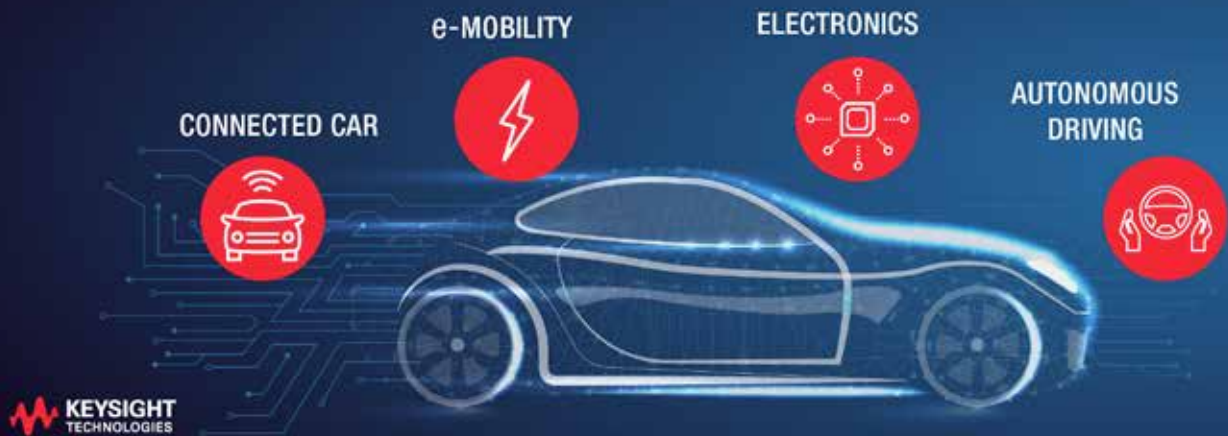 e-MOBILITY
ELECTRONICS
CONNECTED CAR
AUTONOMOUS
DRIVING
KEYSIGHT
TECHNOLOGIES